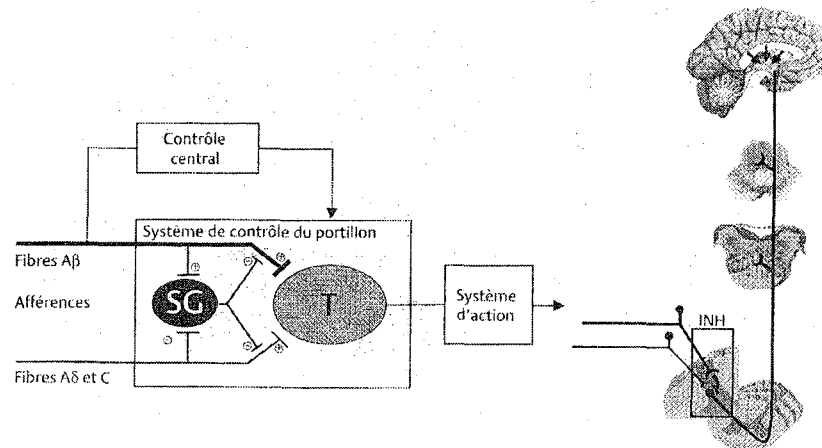 Contrôle
central
Système de contrôle du portillon
Fibres Aβ
Afférences
SG
T
Système
d'action
INH
Fibres Aδ et C
+
-
+
-
-
+